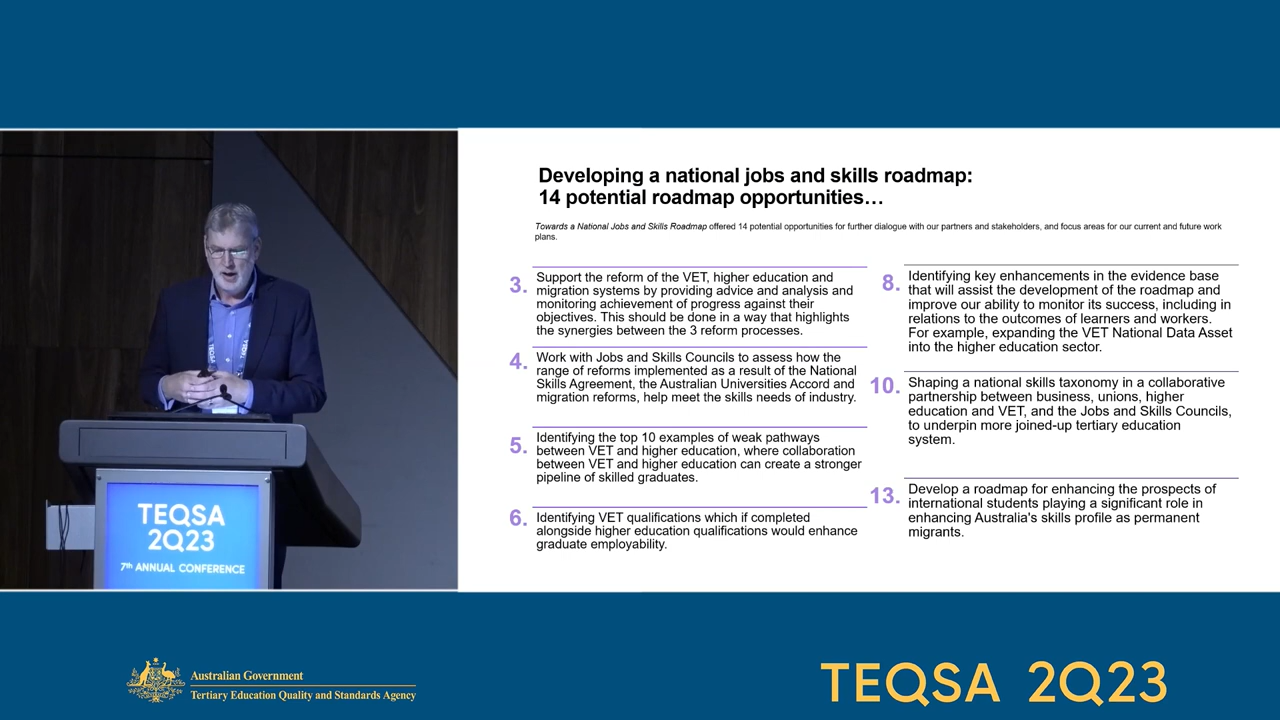 Developing a national jobs and skills roadmap:
14 potential roadmap opportunities…
Towards a National Jobs and Skills Roadmap offered 14 potential opportunities for further dialogue with our partners and stakeholders, and focus areas for our current and future work
plans.
3.
Support the reform of the VET, higher education and
migration systems by providing advice and analysis and
monitoring achievement of progress against their
objectives. This should be done in a way that highlights
the synergies between the 3 reform processes.
4.
Work with Jobs and Skills Councils to assess how the
range of reforms implemented as a result of the National
Skills Agreement, the Australian Universities Accord and
migration reforms, help meet the skills needs of industry.
5.
Identifying the top 10 examples of weak pathways
between VET and higher education, where collaboration
between VET and higher education can create a stronger
pipeline of skilled graduates.
6.
Identifying VET qualifications which if completed
alongside higher education qualifications would enhance
graduate employability.
8.
Identifying key enhancements in the evidence base
that will assist the development of the roadmap and
improve our ability to monitor its success, including in
relations to the outcomes of learners and workers.
For example, expanding the VET National Data Asset
into the higher education sector.
10.
Shaping a national skills taxonomy in a collaborative
partnership between business, unions, higher
education and VET, and the Jobs and Skills Councils,
to underpin more joined-up tertiary education
system.
13.
Develop a roadmap for enhancing the prospects of
international students playing a significant role in
enhancing Australia's skills profile as permanent
migrants.
TEQSA
2Q23
7th ANNUAL CONFERENCE
Australian Government
Tertiary Education Quality and Standards Agency
TEQSA 2Q23